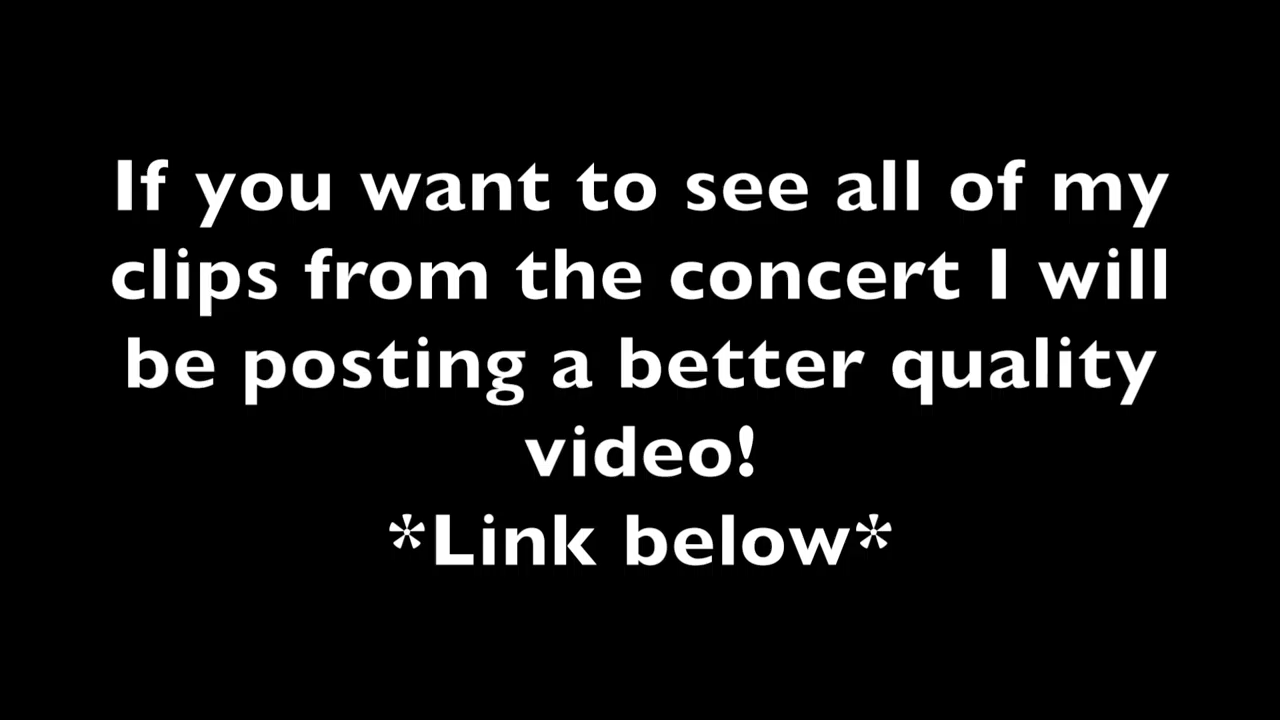 If you want to see all of my
clips from the concert I will
be posting a better quality
video!
*Link below*